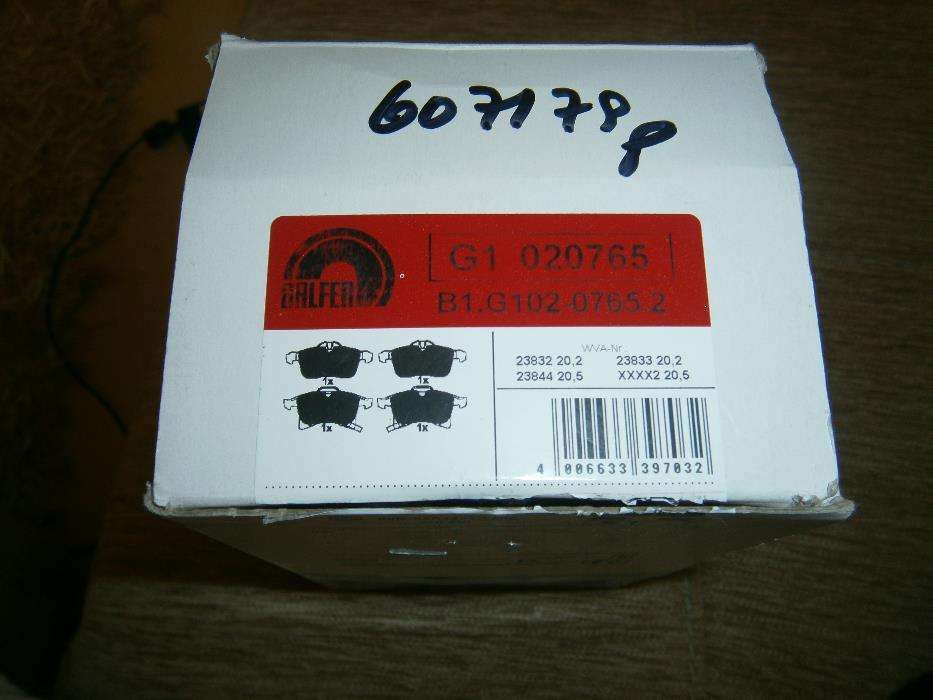 607179
p
GALFER
G1 020765
B1.G102-0765.2
WVA-Nr
23832 20,2 23833 20,2
23844 20,5 XXXX2 20,5
1x 1x
1x 1x
4 006633 397032